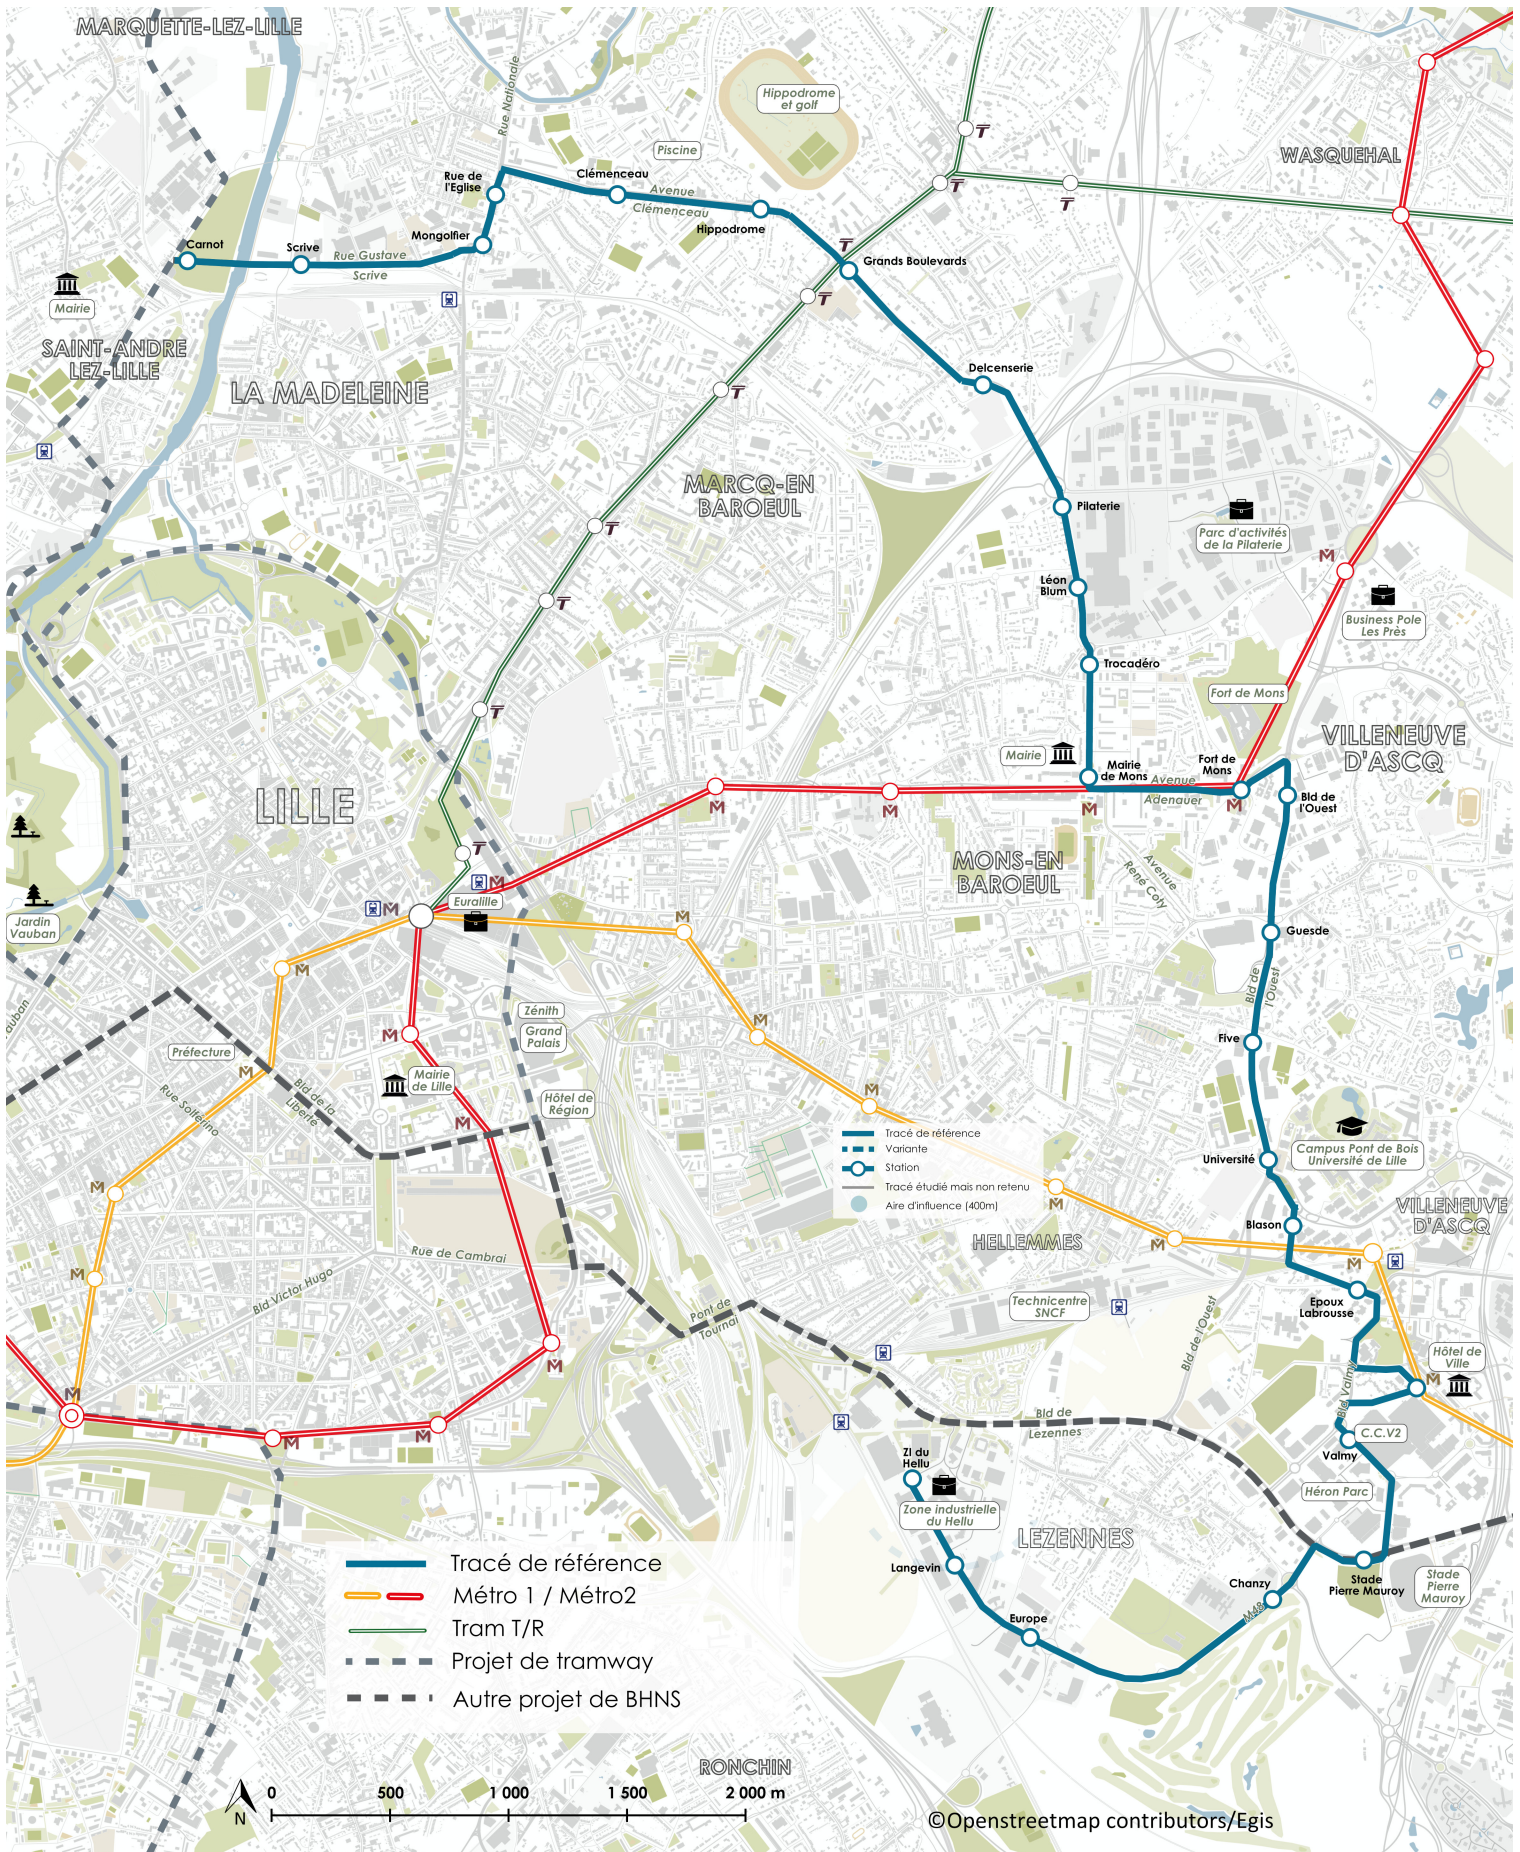 MARQUETTE-LEZ-LILLE
Rue Nationale
Hippodrome
et golf
Piscine
WASQUEHAL
T
T
T
Rue de
l'Eglise
Clémenceau
Avenue
Clémenceau
Hippodrome
Mongolfier
Carnot
Scrive
Rue Gustave
Scrive
T
Grands Boulevards
T
Mairie
SAINT-ANDRE
LEZ-LILLE
LA MADELEINE
Delcenserie
T
MARCQ-EN
BAROEUL
Pilaterie
Parc d'activités
de la Pilaterie
T
M
Léon
Blum
T
Business Pole
Les Près
Trocadéro
Fort de Mons
T
VILLENEUVE
D'ASCQ
Mairie
Mairie
de Mons
Fort de
Mons
Avenue
Adenauer
Bld de
l'Ouest
M
M
M
M
LILLE
T
MONS-EN
BAROEUL
Avenue
René Coty
M
Euralille
M
Jardin
Vauban
M
Guesde
M
Bld de
l'Ouest
auban
Zénith
Grand
Palais
M
M
Five
Préfecture
M
Mairie
de Lille
Bld de la
Liberté
Rue Solférino
Hôtel de
Région
M
M
Tracé de référence
Variante
Station
Tracé étudié mais non retenu
Aire d'influence (400m)
Campus Pont de Bois
Université de Lille
Université
M
M
VILLENEUVE
D'ASCQ
Blason
HELLEMMES
M
M
Rue de Cambrai
M
Bld Victor Hugo
Technicentre
SNCF
Epoux
Labrousse
Pont de
Tournai
Bld de l'Ouest
Hôtel de
Ville
M
M
Bld Valmy
M
Bld de
Lezennes
C.C.V2
M
M
Valmy
ZI du
Hellu
Héron Parc
Zone industrielle
du Hellu
LEZENNES
Langevin
Stade
Pierre Mauroy
Stade
Pierre
Mauroy
Chanzy
M48
Europe
Tracé de référence
Métro 1 / Métro2
Tram T/R
Projet de tramway
Autre projet de BHNS
RONCHIN
N
0 500 1 000 1 500 2 000 m
©Openstreetmap contributors/Egis